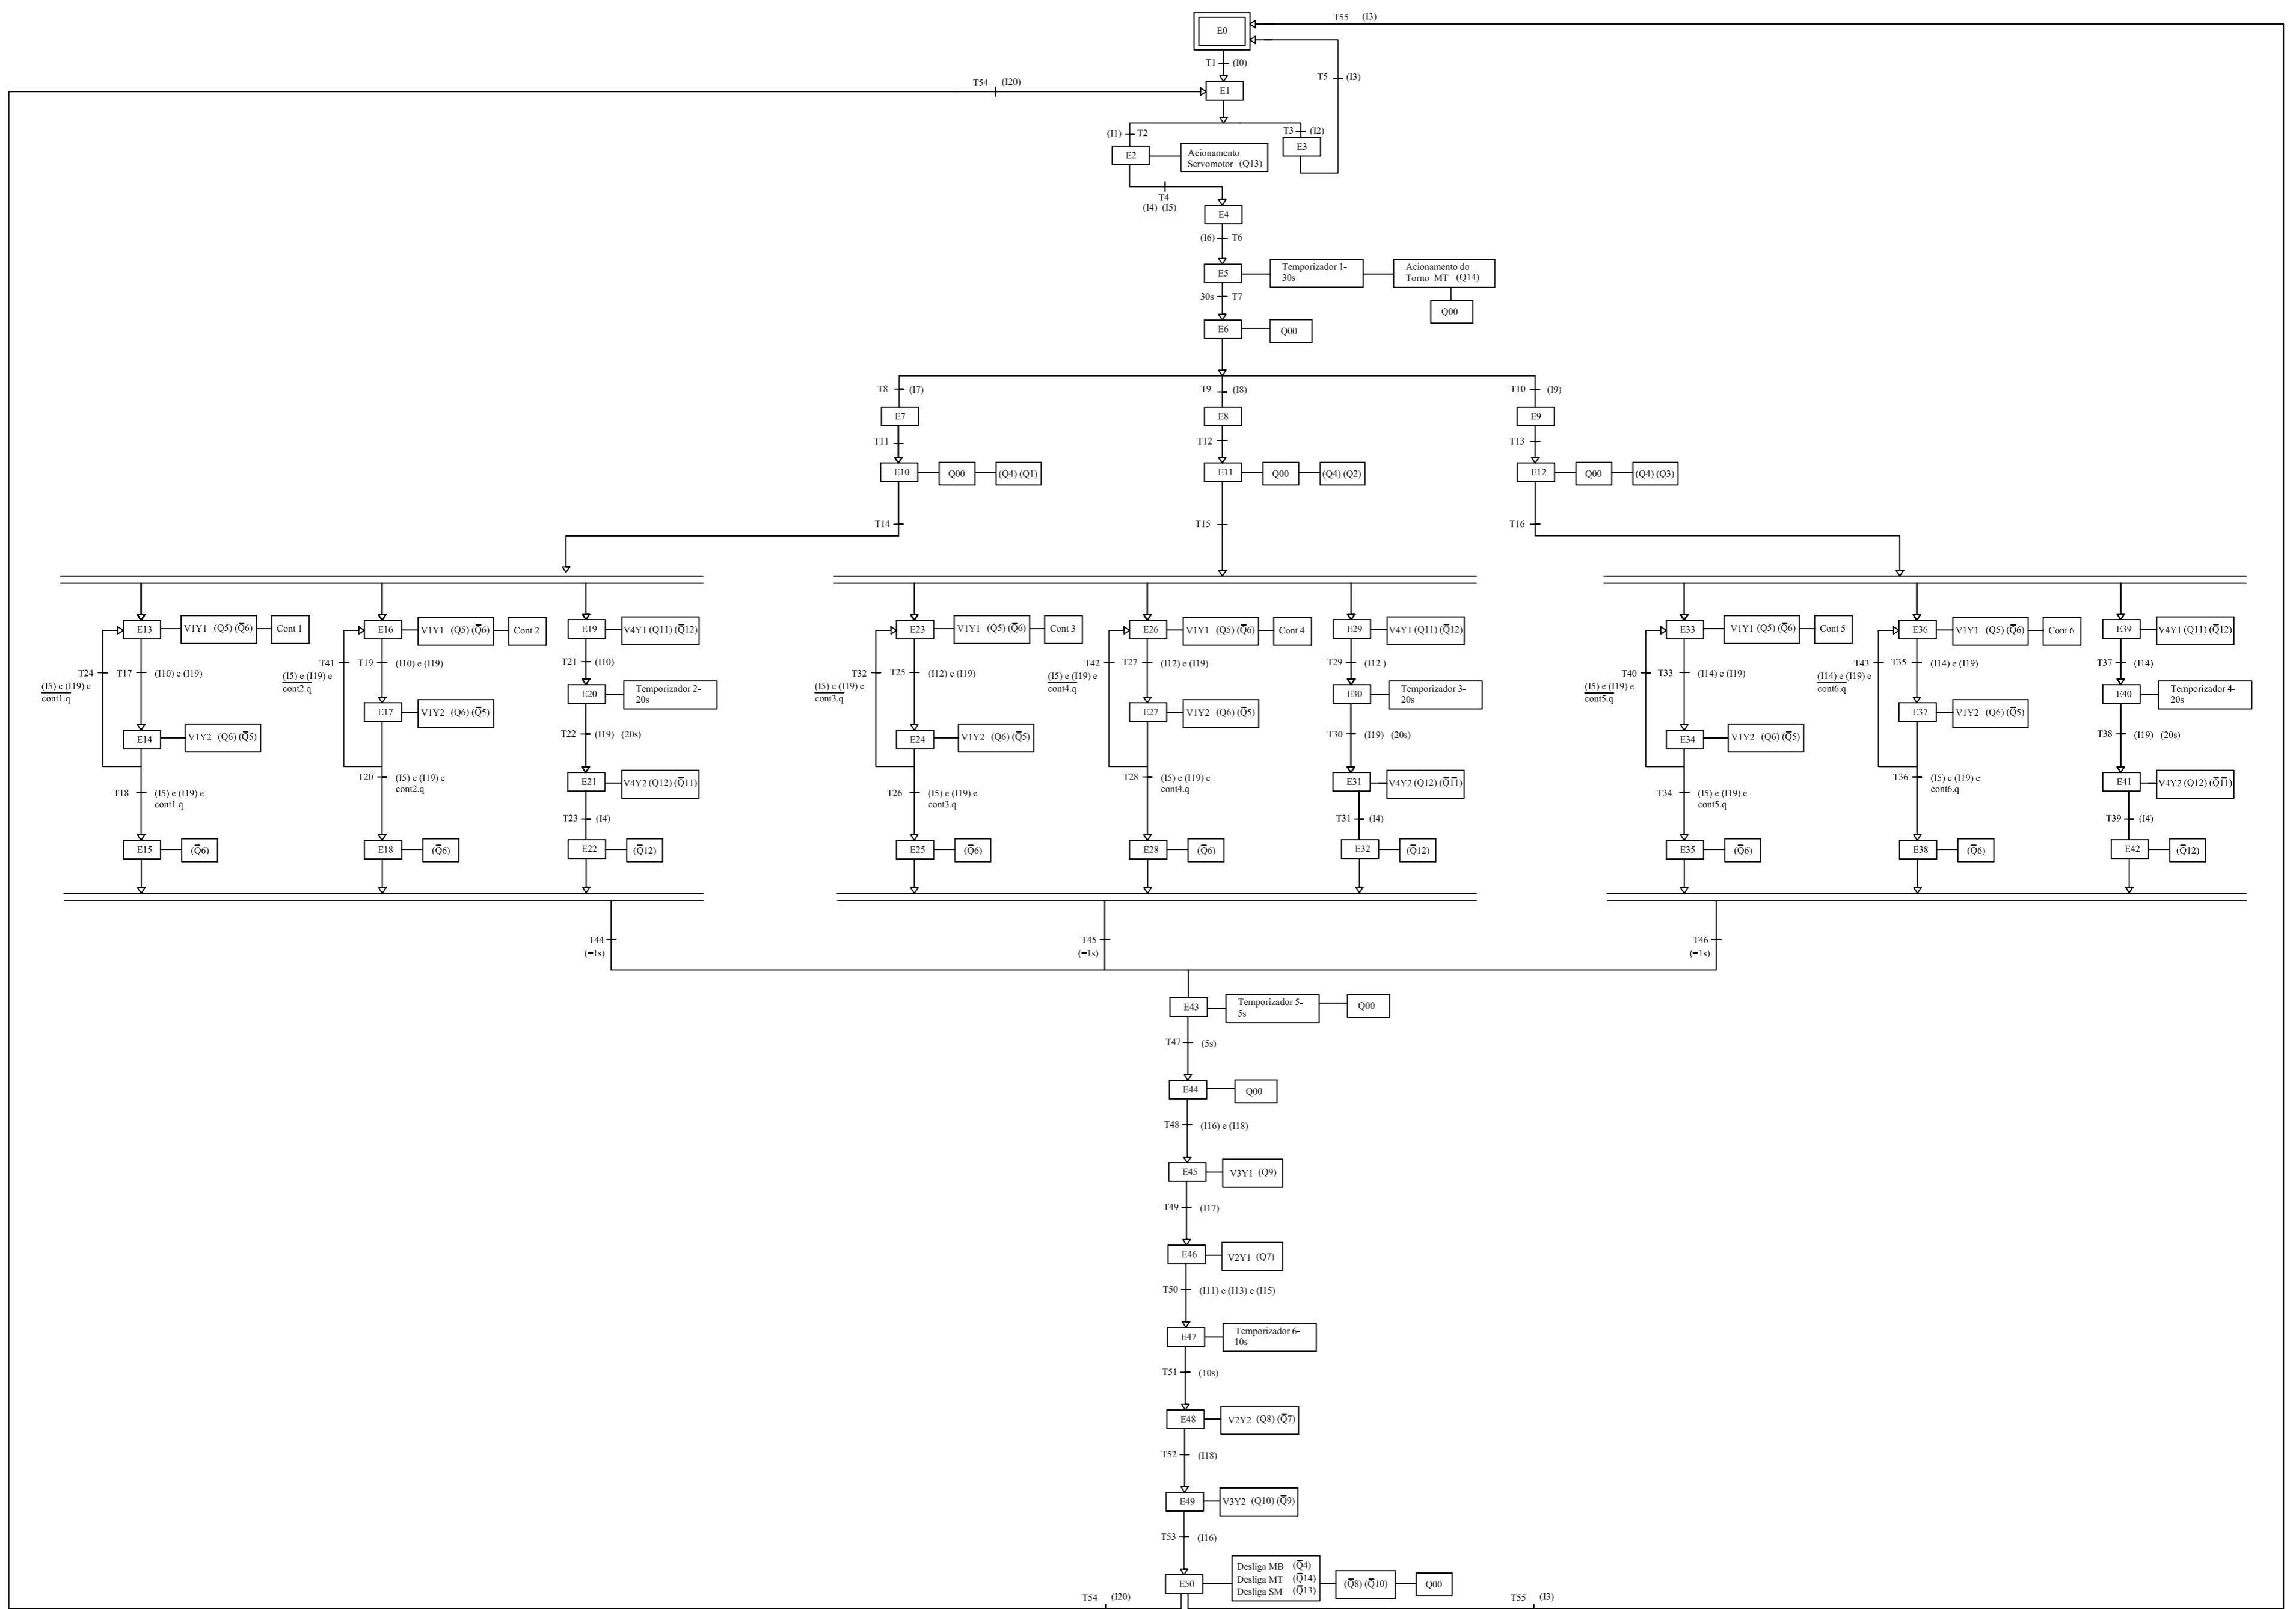 T55 (I3)
E0
T1 (I0)
T5 (I3)
T54 (I20)
E1
(I1) T2
T3 (I2)
E2
Acionamento
Servomotor (Q13)
E3
T4
(I4) (I5)
E4
(I6) T6
E5
Temporizador 1-
30s
Acionamento do
Torno MT (Q14)
30s T7
Q00
E6
Q00
T8 (I7)
T9 (I8)
T10 (I9)
E7
E8
E9
T11
T12
T13
E10
Q00
(Q4) (Q1)
E11
Q00
(Q4) (Q2)
E12
Q00
(Q4) (Q3)
T14
T15
T16
E13
V1Y1 (Q5) (Q̅6)
Cont 1
E16
V1Y1 (Q5) (Q̅6)
Cont 2
E19
V4Y1 (Q11) (Q̅12)
E23
V1Y1 (Q5) (Q̅6)
Cont 3
E26
V1Y1 (Q5) (Q̅6)
Cont 4
E29
V4Y1 (Q11) (Q̅12)
E33
V1Y1 (Q5) (Q̅6)
Cont 5
E36
V1Y1 (Q5) (Q̅6)
Cont 6
E39
V4Y1 (Q11) (Q̅12)
T24
(I5) e (I19) e
cont1.q
T17 (I10) e (I19)
T41
(I5) e (I19) e
cont2.q
T19 (I10) e (I19)
T21 (I10)
T32
(I5) e (I19) e
cont3.q
T25 (I12) e (I19)
T42
(I5) e (I19) e
cont4.q
T27 (I12) e (I19)
T29 (I12 )
T40
(I5) e (I19) e
cont5.q
T33 (I14) e (I19)
T43
(I14) e (I19) e
cont6.q
T35 (I14) e (I19)
T37 (I14)
E20
Temporizador 2-
20s
E30
Temporizador 3-
20s
E40
Temporizador 4-
20s
E17
V1Y2 (Q6) (Q̅5)
E27
V1Y2 (Q6) (Q̅5)
E37
V1Y2 (Q6) (Q̅5)
E14
V1Y2 (Q6) (Q̅5)
T22 (I19) (20s)
E24
V1Y2 (Q6) (Q̅5)
T30 (I19) (20s)
E34
V1Y2 (Q6) (Q̅5)
T38 (I19) (20s)
T18 (I5) e (I19) e
cont1.q
T20 (I5) e (I19) e
cont2.q
E21
V4Y2 (Q12) (Q̅11)
T26 (I5) e (I19) e
cont3.q
T28 (I5) e (I19) e
cont4.q
E31
V4Y2 (Q12) (Q̅1̅1)
T34 (I5) e (I19) e
cont5.q
T36 (I5) e (I19) e
cont6.q
E41
V4Y2 (Q12) (Q̅1̅1)
T23 (I4)
T31 (I4)
T39 (I4)
E15
(Q̅6)
E18
(Q̅6)
E22
(Q̅12)
E25
(Q̅6)
E28
(Q̅6)
E32
(Q̅12)
E35
(Q̅6)
E38
(Q̅6)
E42
(Q̅12)
T44
(−1s)
T45
(−1s)
T46
(−1s)
E43
Temporizador 5-
5s
Q00
T47 (5s)
E44
Q00
T48 (I16) e (I18)
E45
V3Y1 (Q9)
T49 (I17)
E46
V2Y1 (Q7)
T50 (I11) e (I13) e (I15)
E47
Temporizador 6-
10s
T51 (10s)
E48
V2Y2 (Q8) (Q̅7)
T52 (I18)
E49
V3Y2 (Q10) (Q̅9)
T53 (I16)
E50
Desliga MB (Q̅4)
Desliga MT (Q̅14)
Desliga SM (Q̅13)
(Q̅8) (Q̅10)
Q00
T54 (I20)
T55 (I3)